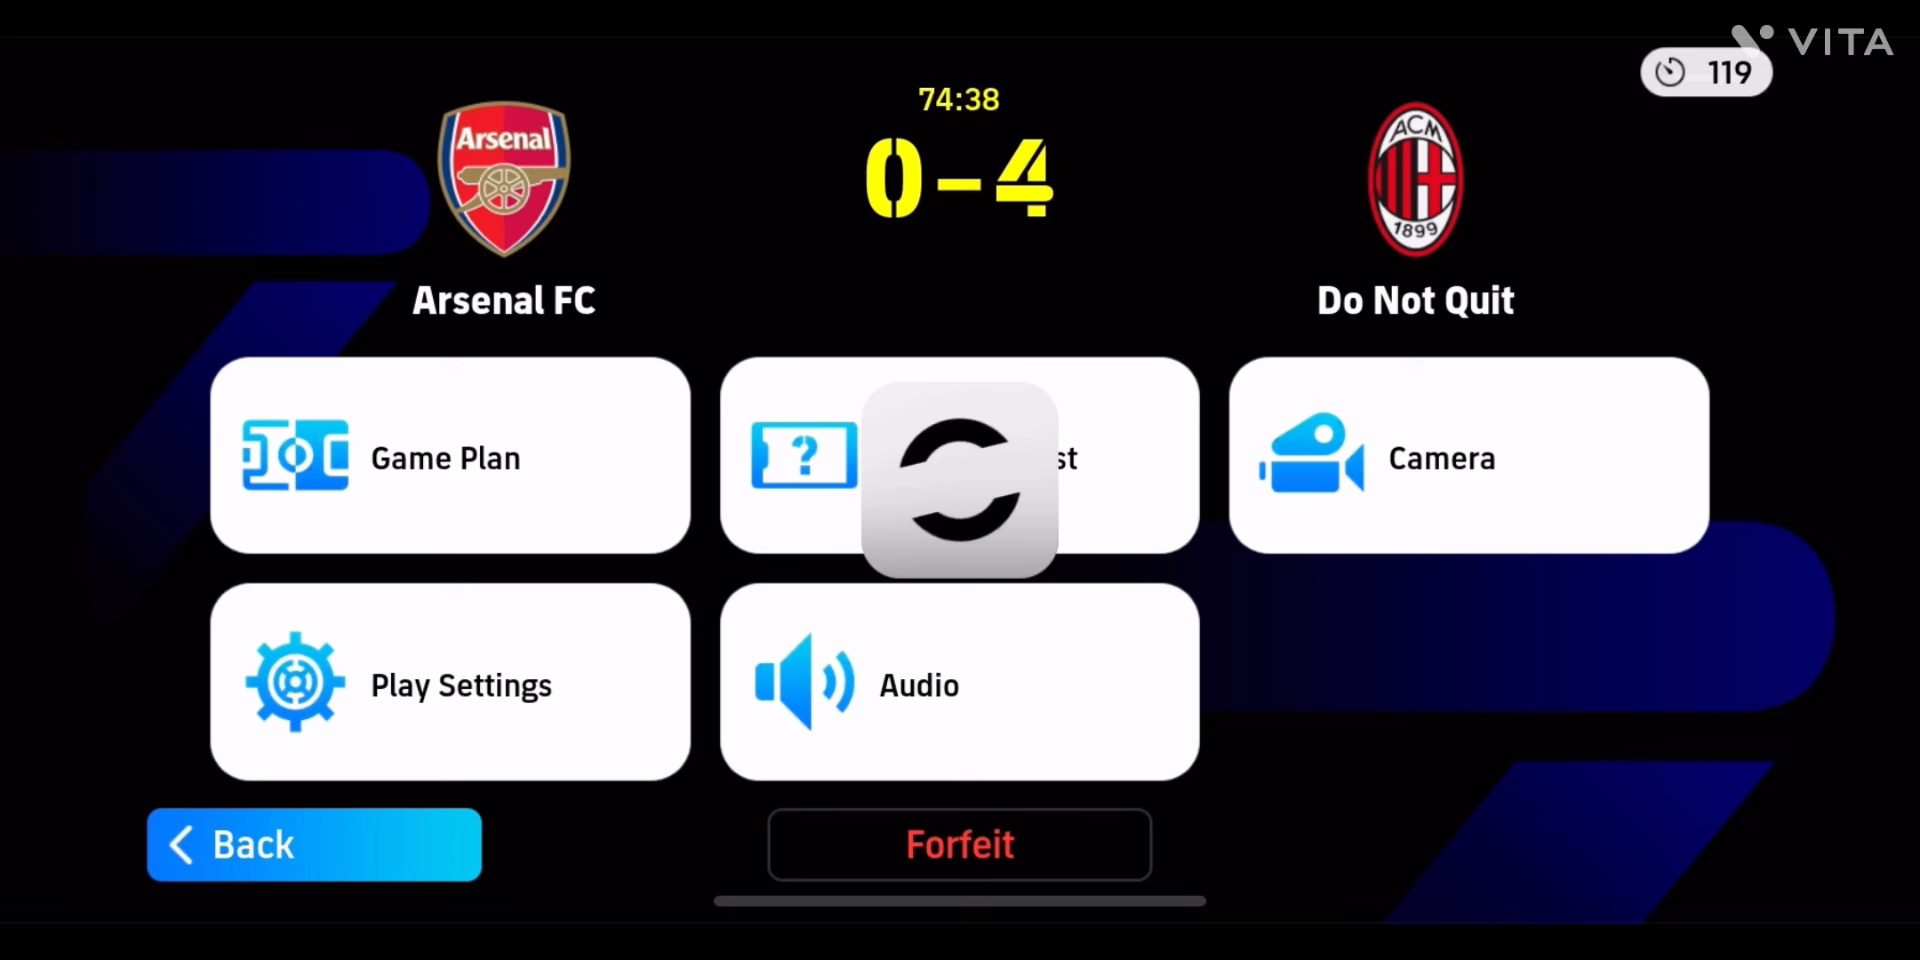 VITA
119
74:38
0-4
Arsenal
ACM
1899
Arsenal FC
Do Not Quit
Game Plan
?
st
Camera
Play Settings
Audio
Back
Forfeit